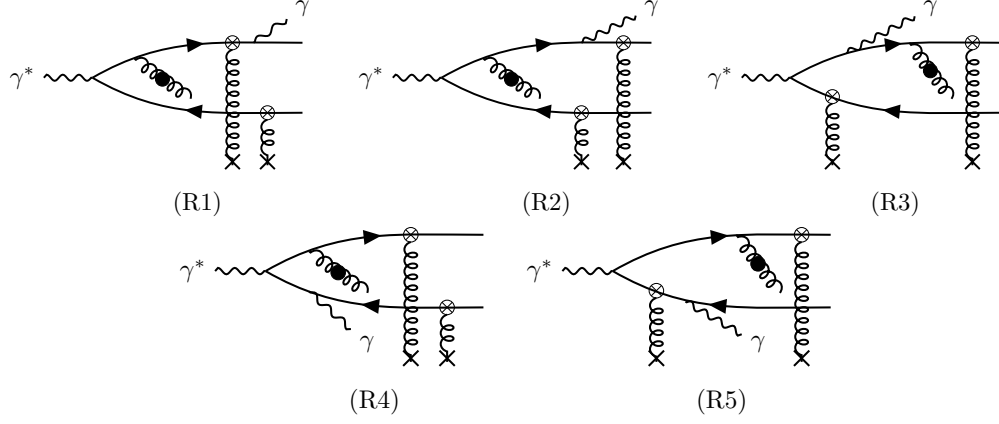 γ γ γ
γ* γ* γ*
(R1) (R2) (R3)
γ* γ*
γ γ
(R4) (R5)